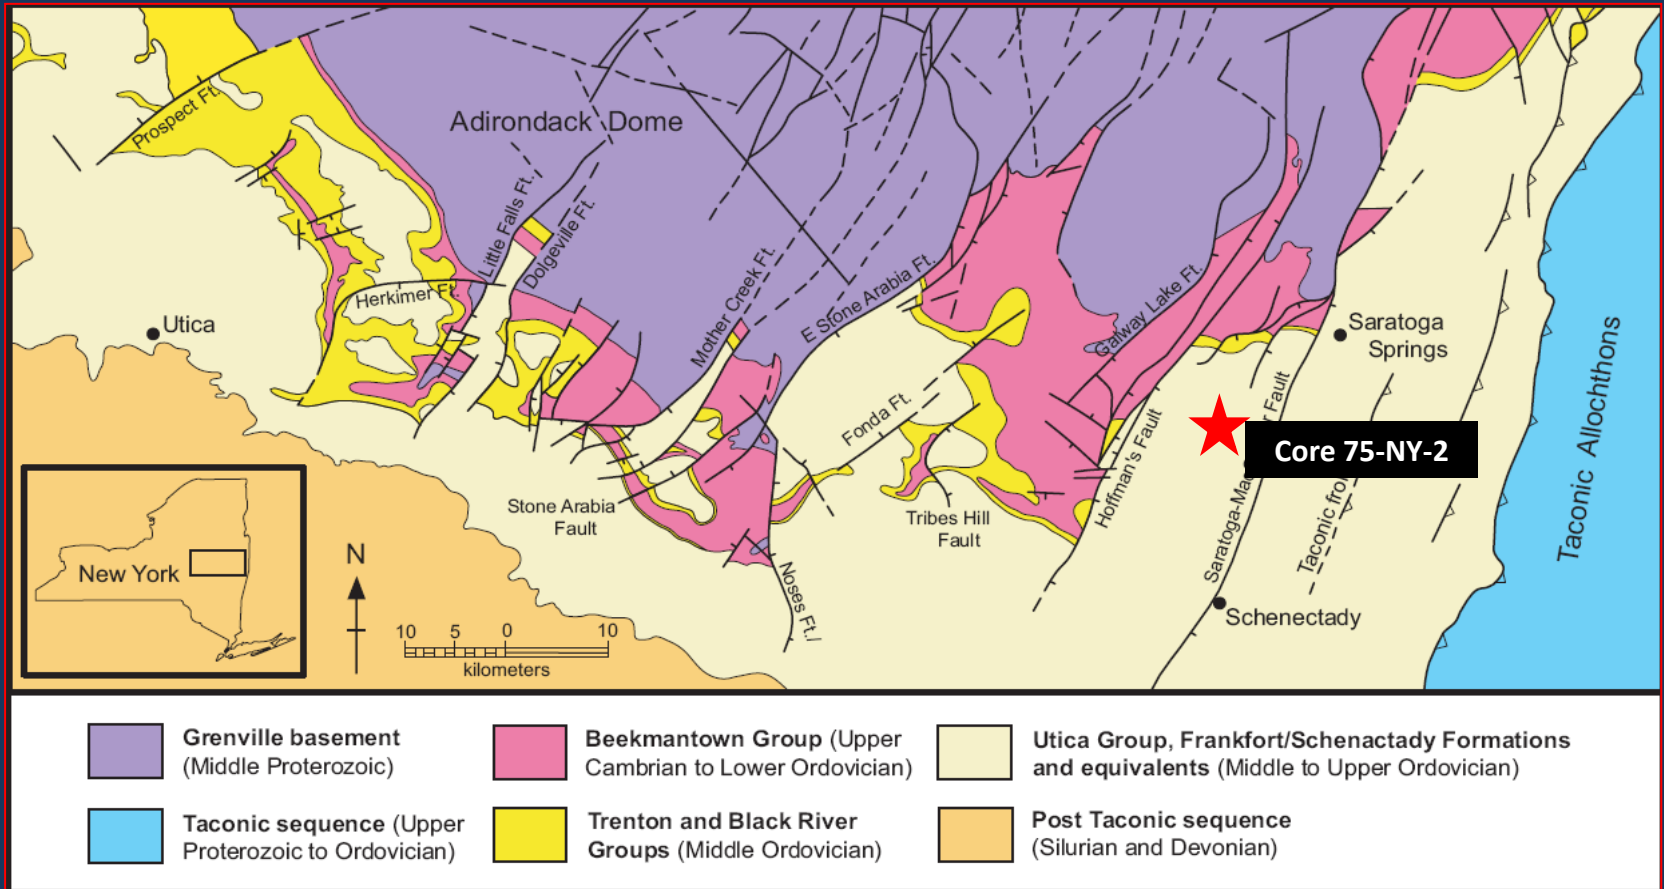 Prospect Ft.
Adirondack Dome
Little Falls Ft.
Dolgeville Ft.
Herkimer Ft.
Utica
Mother Creek Ft.
E Stone Arabia Ft.
Galway Lake Ft.
Saratoga
Springs
Fonda Ft.
Hoffman's Fault
Core 75-NY-2
Fault
Taconic Allochthons
Stone Arabia
Fault
Tribes Hill
Fault
Noses Ft./
Taconic
Schenectady
New York
N
10 5 0 10
kilometers
Grenville basement
(Middle Proterozoic)
Beekmantown Group (Upper
Cambrian to Lower Ordovician)
Utica Group, Frankfort/Schenactady Formations
and equivalents (Middle to Upper Ordovician)
Taconic sequence (Upper
Proterozoic to Ordovician)
Trenton and Black River
Groups (Middle Ordovician)
Post Taconic sequence
(Silurian and Devonian)